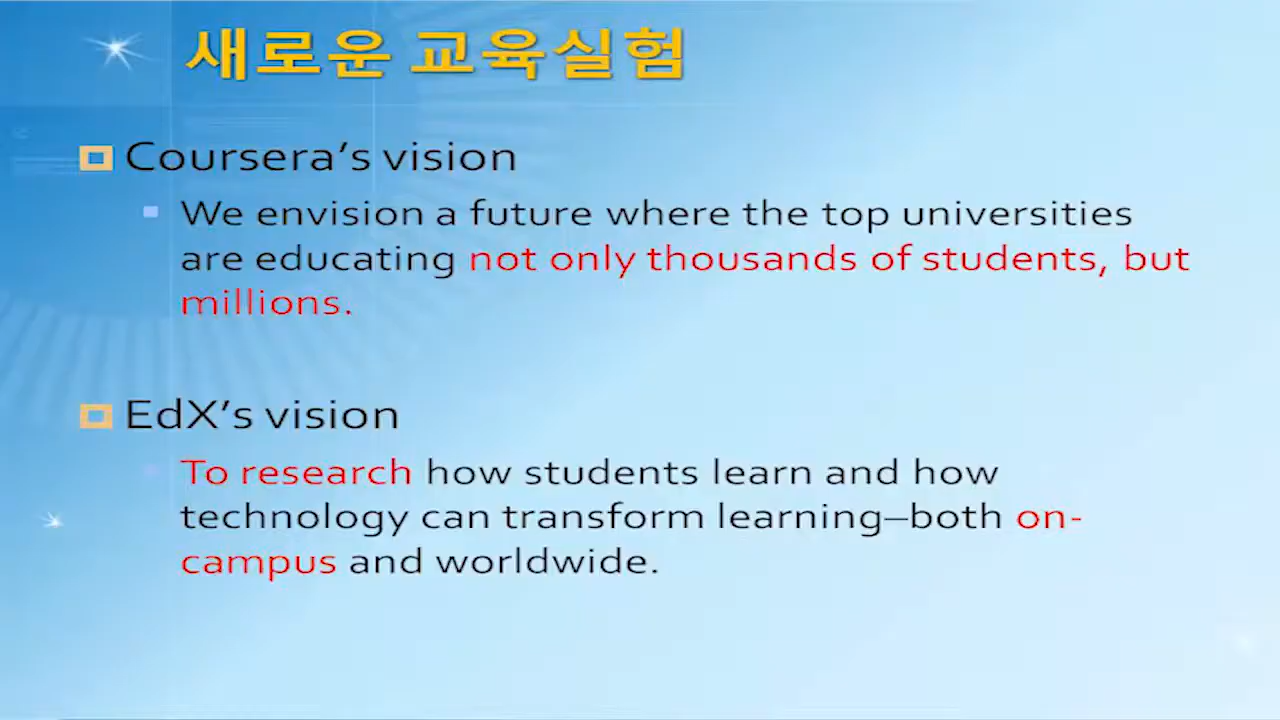 새로운 교육실험
Coursera’s vision
We envision a future where the top universities
are educating not only thousands of students, but
millions.
EdX’s vision
To research how students learn and how
technology can transform learning—both on-
campus and worldwide.